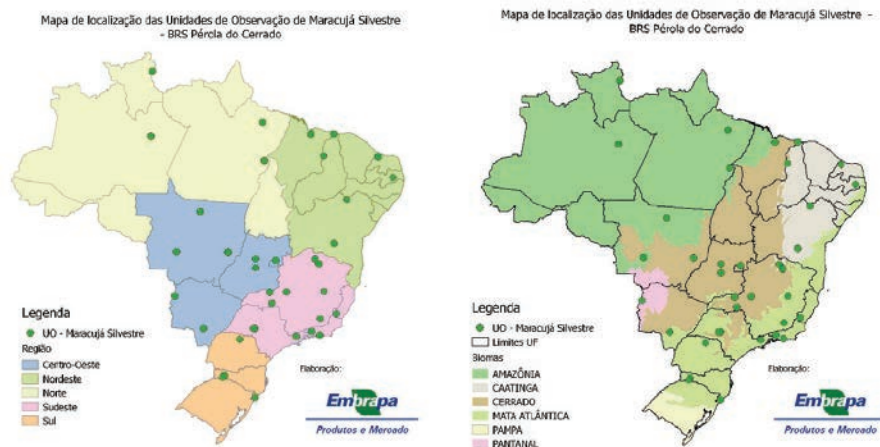 Mapa de localização das Unidades de Observação de Maracujá Silvestre
- BRS Pérola do Cerrado
Legenda
UO - Maracujá Silvestre
Região
Centro-Oeste
Nordeste
Norte
Sudeste
Sul
Elaboração:
Embrapa
Produtos e Mercado
Mapa de localização das Unidades de Observação de Maracujá Silvestre -
BRS Pérola do Cerrado
Legenda
UO - Maracujá Silvestre
Limites UF
Biomas
AMAZÔNIA
CAATINGA
CERRADO
MATA ATLÂNTICA
PAMPA
PANTANAL
Elaboração:
Embrapa
Produtos e Mercado